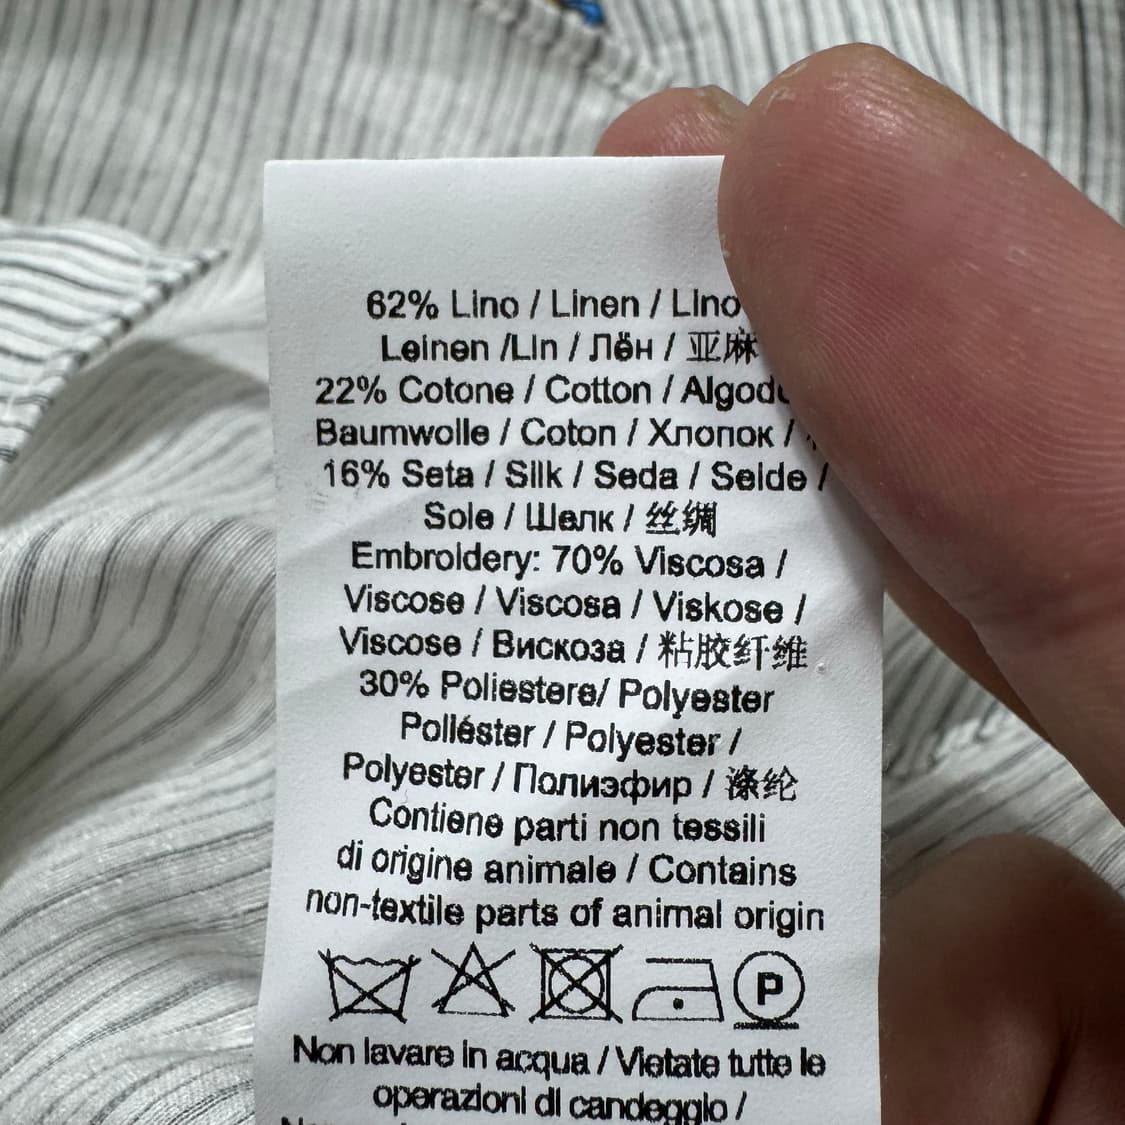 62% Lino / Linen / Lino
Leinen /Lin / Лён / 亚麻
22% Cotone / Cotton /
Baumwolle / Coton / Хлопок /
16% Seta / Silk / Seda / Seide /
Sole / Шелк / 丝绸
Embroidery: 70% Viscosa /
Viscose / Viscosa / Viskose /
Viscose / Вискоза / 粘胶纤维
30% Poliestere/ Polyester
Poliéster / Polyester /
Polyester / Полиэфир / 涤纶
Contiene parti non tessili
di origine animale / Contains
non-textile parts of animal origin
P
Non lavare in acqua / Vietate tutte le
operazioni di candeggio /